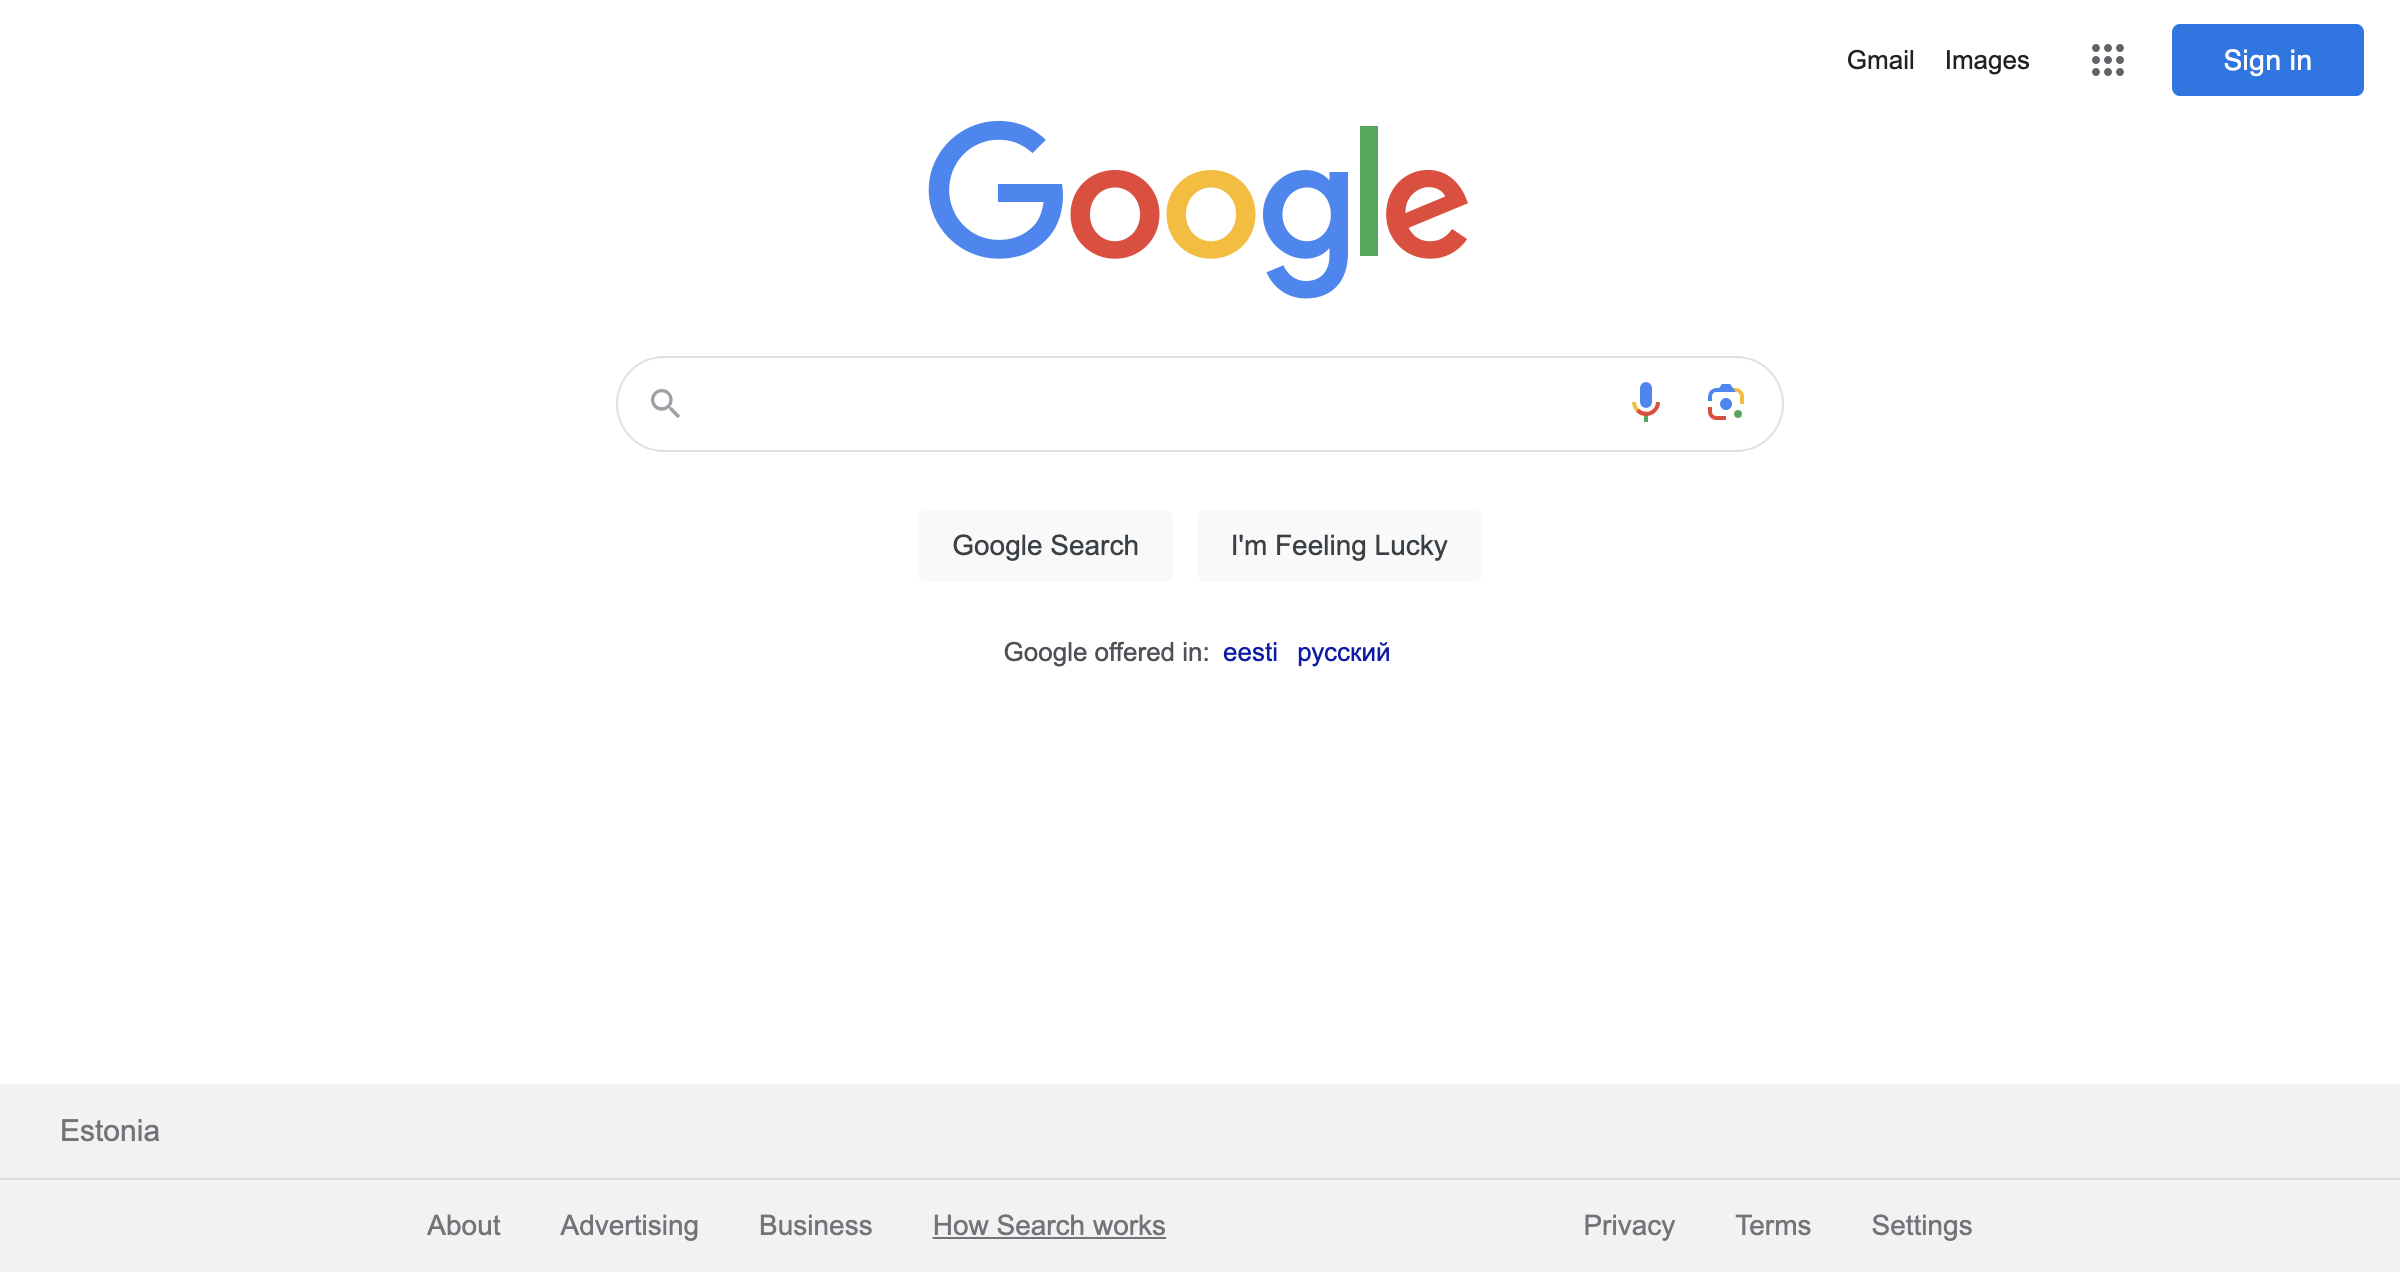 Gmail Images Sign in
Google
Google Search I'm Feeling Lucky
Google offered in: eesti русский
Estonia
About Advertising Business How Search works Privacy Terms Settings